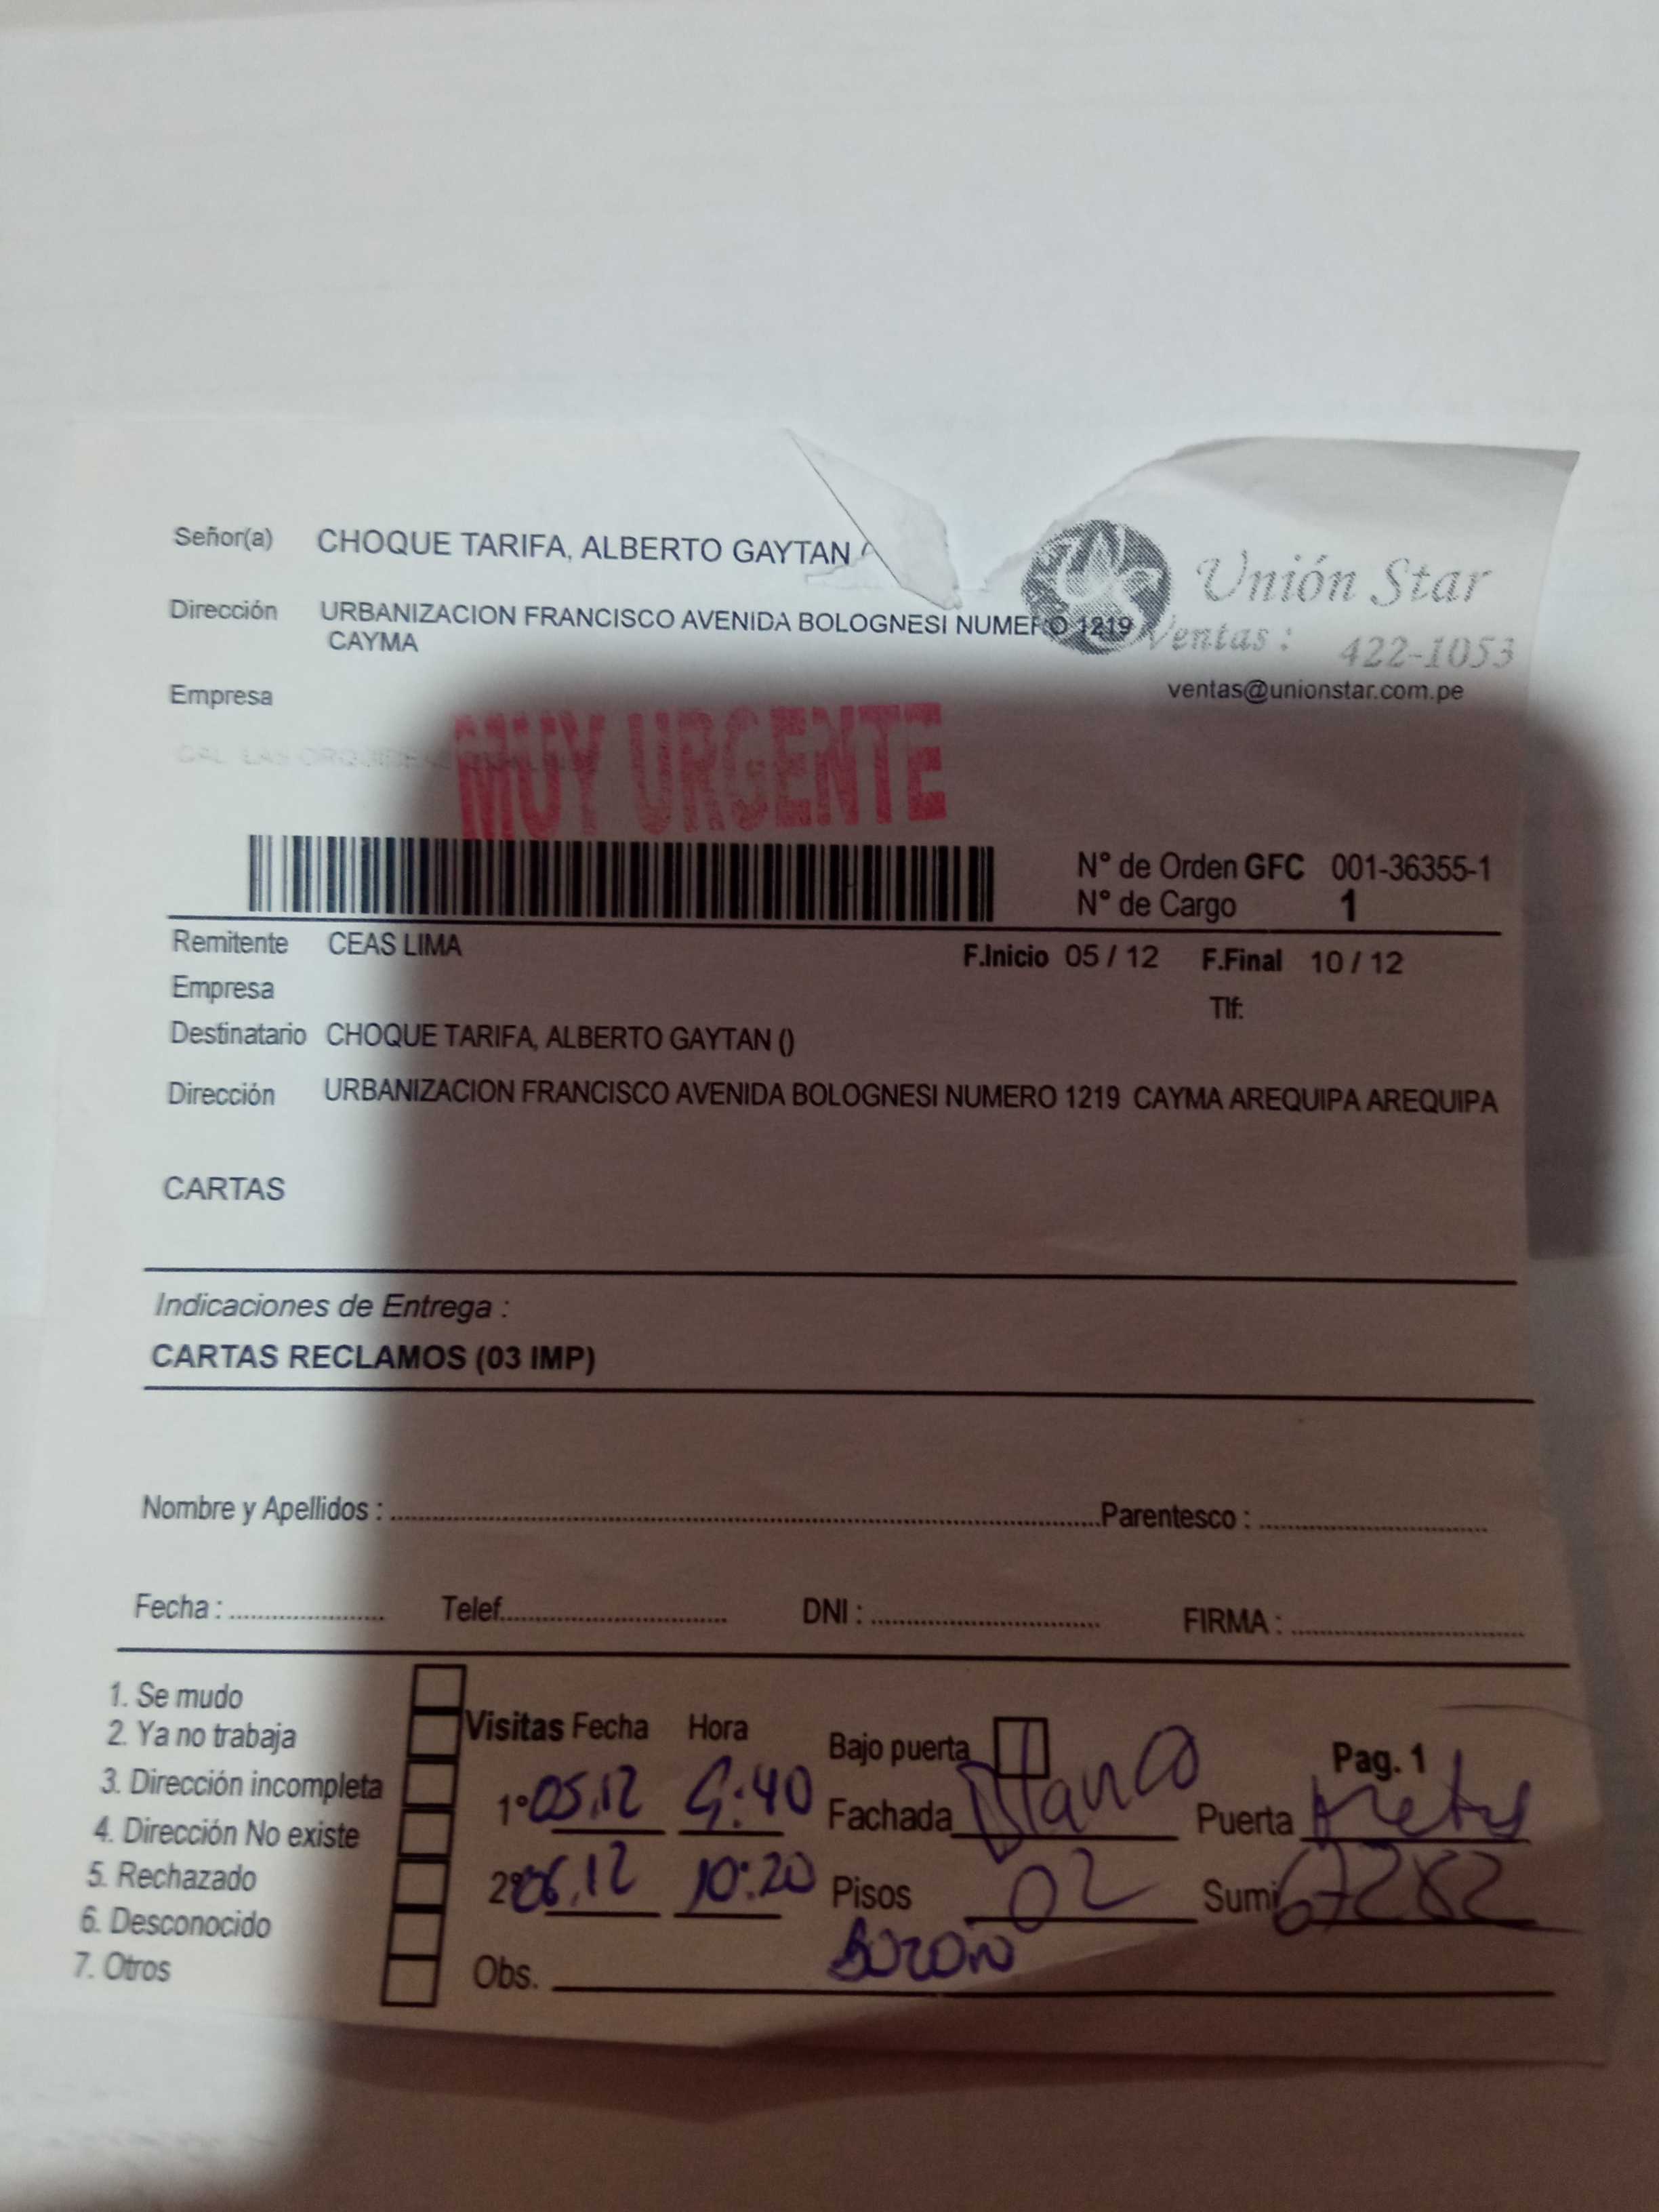 Señor(a) CHOQUE TARIFA, ALBERTO GAYTAN
Unión Star
Dirección URBANIZACION FRANCISCO AVENIDA BOLOGNESI NUMERO 1219
CAYMA
Ventas : 422-1053
ventas@unionstar.com.pe
Empresa
MUY URGENTE
N° de Orden GFC 001-36355-1
N° de Cargo 1
Remitente CEAS LIMA F.Inicio 05 / 12 F.Final 10 / 12
Empresa Tlf:
Destinatario CHOQUE TARIFA, ALBERTO GAYTAN ()
Dirección URBANIZACION FRANCISCO AVENIDA BOLOGNESI NUMERO 1219 CAYMA AREQUIPA AREQUIPA
CARTAS
Indicaciones de Entrega :
CARTAS RECLAMOS (03 IMP)
Nombre y Apellidos : Parentesco :
Fecha : Telef. DNI : FIRMA :
1. Se mudo
2. Ya no trabaja
3. Dirección incompleta
4. Dirección No existe
5. Rechazado
6. Desconocido
7. Otros
Visitas Fecha Hora Bajo puerta Pag. 1
1° 05.12 9:40 Fachada Blanco Puerta
2° 06.12 10:20 Pisos 02 Sumi 67282
Buzon
Obs.